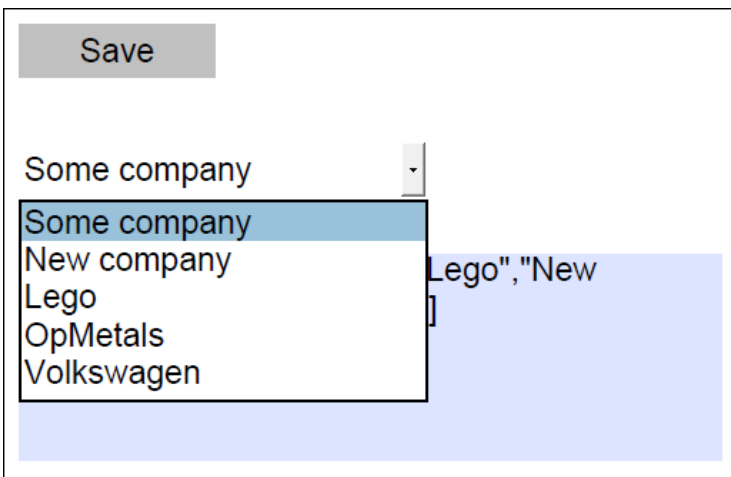 Save
Some company
Some company
New company
Lego","New
Lego
]
OpMetals
Volkswagen